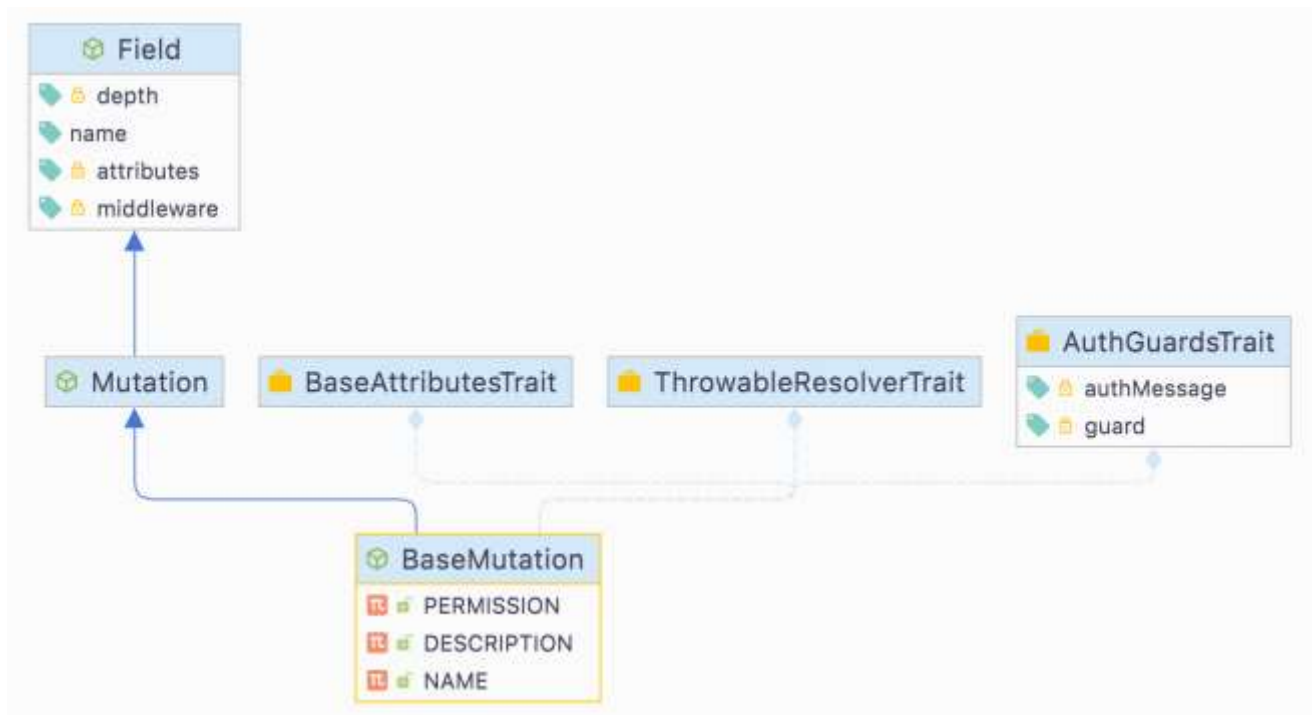 Field
depth
name
attributes
middleware
Mutation
BaseAttributesTrait
ThrowableResolverTrait
AuthGuardsTrait
authMessage
guard
BaseMutation
PERMISSION
DESCRIPTION
NAME